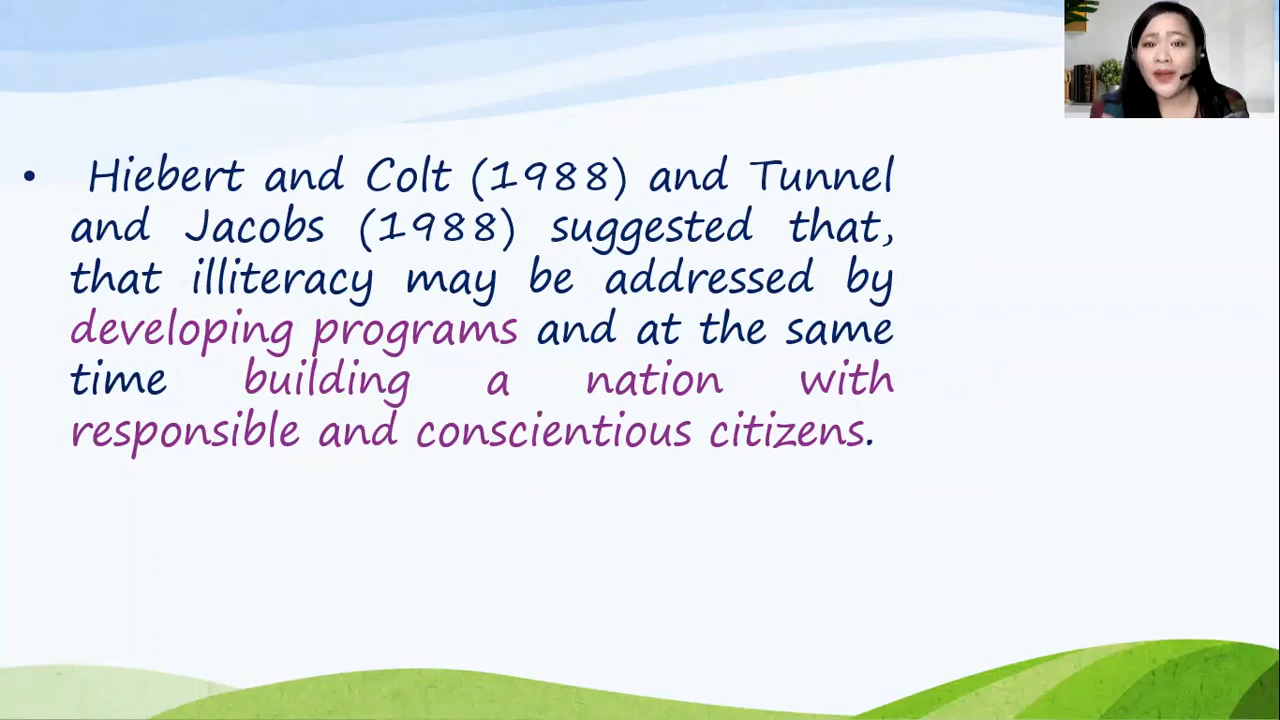 • Hiebert and Colt (1988) and Tunnel
and Jacobs (1988) suggested that,
that illiteracy may be addressed by
developing programs and at the same
time building a nation with
responsible and conscientious citizens.